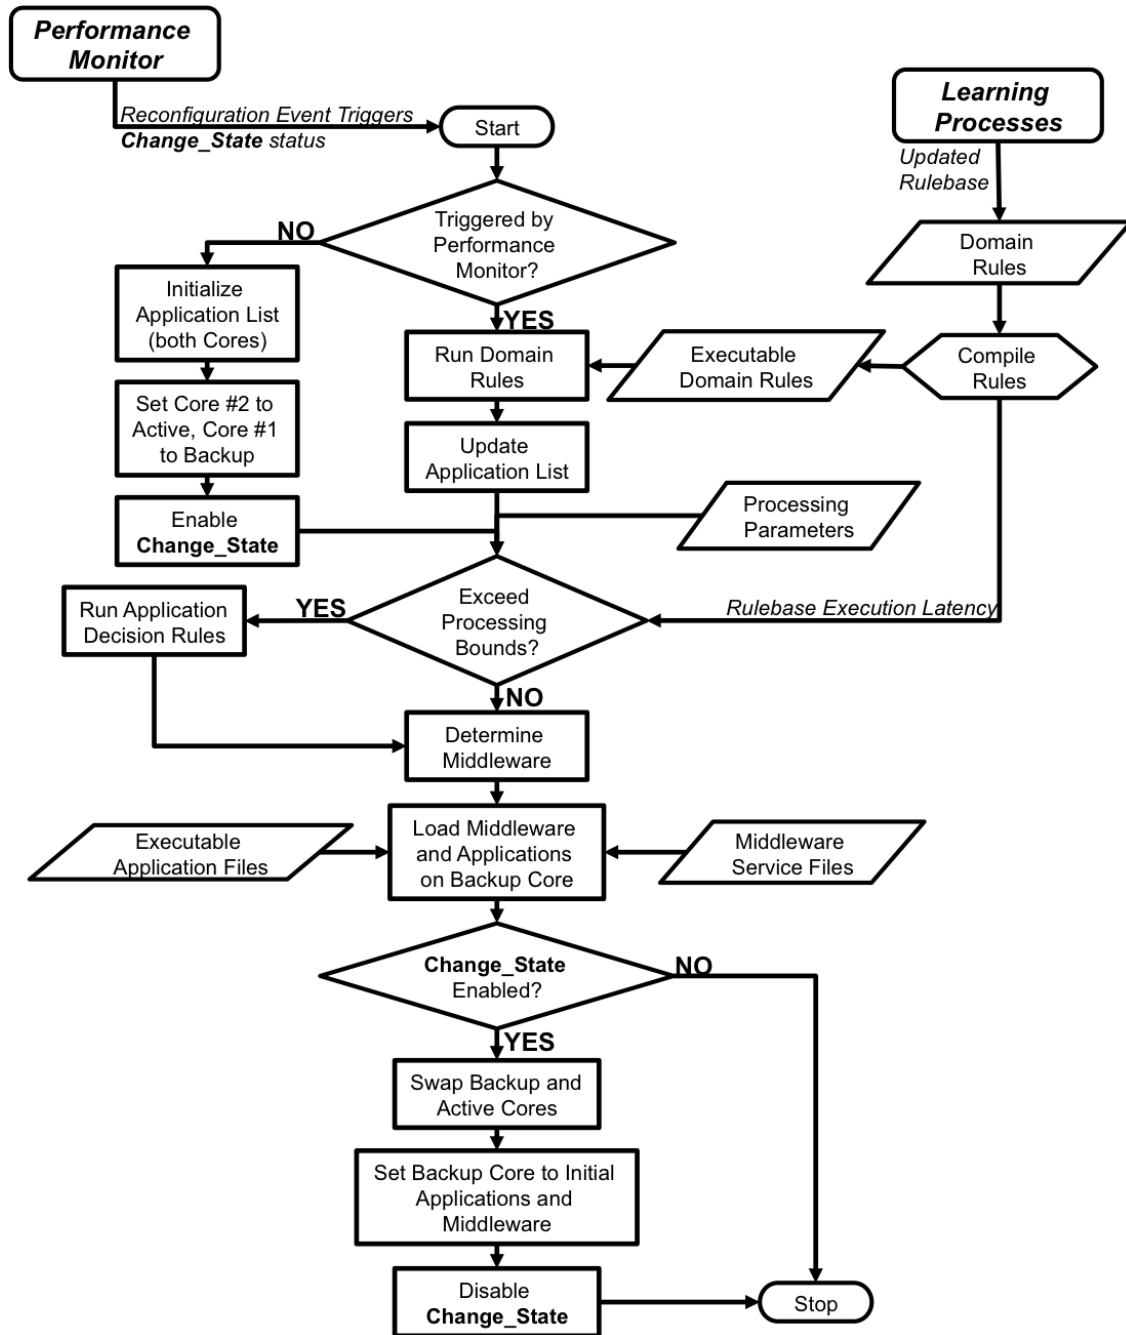 Performance
Monitor
Reconfiguration Event Triggers
Change_State status
Start
Learning
Processes
Updated
Rulebase
Triggered by
Performance
Monitor?
NO
YES
Domain
Rules
Initialize
Application List
(both Cores)
Run Domain
Rules
Executable
Domain Rules
Compile
Rules
Set Core #2 to
Active, Core #1
to Backup
Update
Application List
Enable
Change_State
Processing
Parameters
Exceed
Processing
Bounds?
YES
NO
Run Application
Decision Rules
Rulebase Execution Latency
Determine
Middleware
Executable
Application Files
Load Middleware
and Applications
on Backup Core
Middleware
Service Files
Change_State
Enabled?
NO
YES
Swap Backup and
Active Cores
Set Backup Core to Initial
Applications and
Middleware
Disable
Change_State
Stop